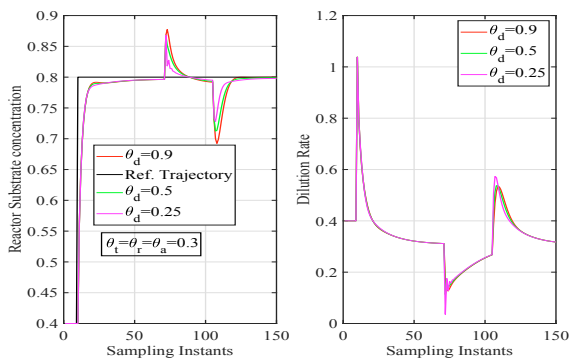 Reactor Substrate concentration
0.9
0.85
0.8
0.75
0.7
0.65
0.6
0.55
0.5
0.45
0.4
θd=0.9
Ref. Trajectory
θd=0.5
θd=0.25
θt=θr=θa=0.3
0 50 100 150
Sampling Instants
Dilution Rate
1.2
1
0.8
0.6
0.4
0.2
0
θd=0.9
θd=0.5
θd=0.25
0 50 100 150
Sampling Instants